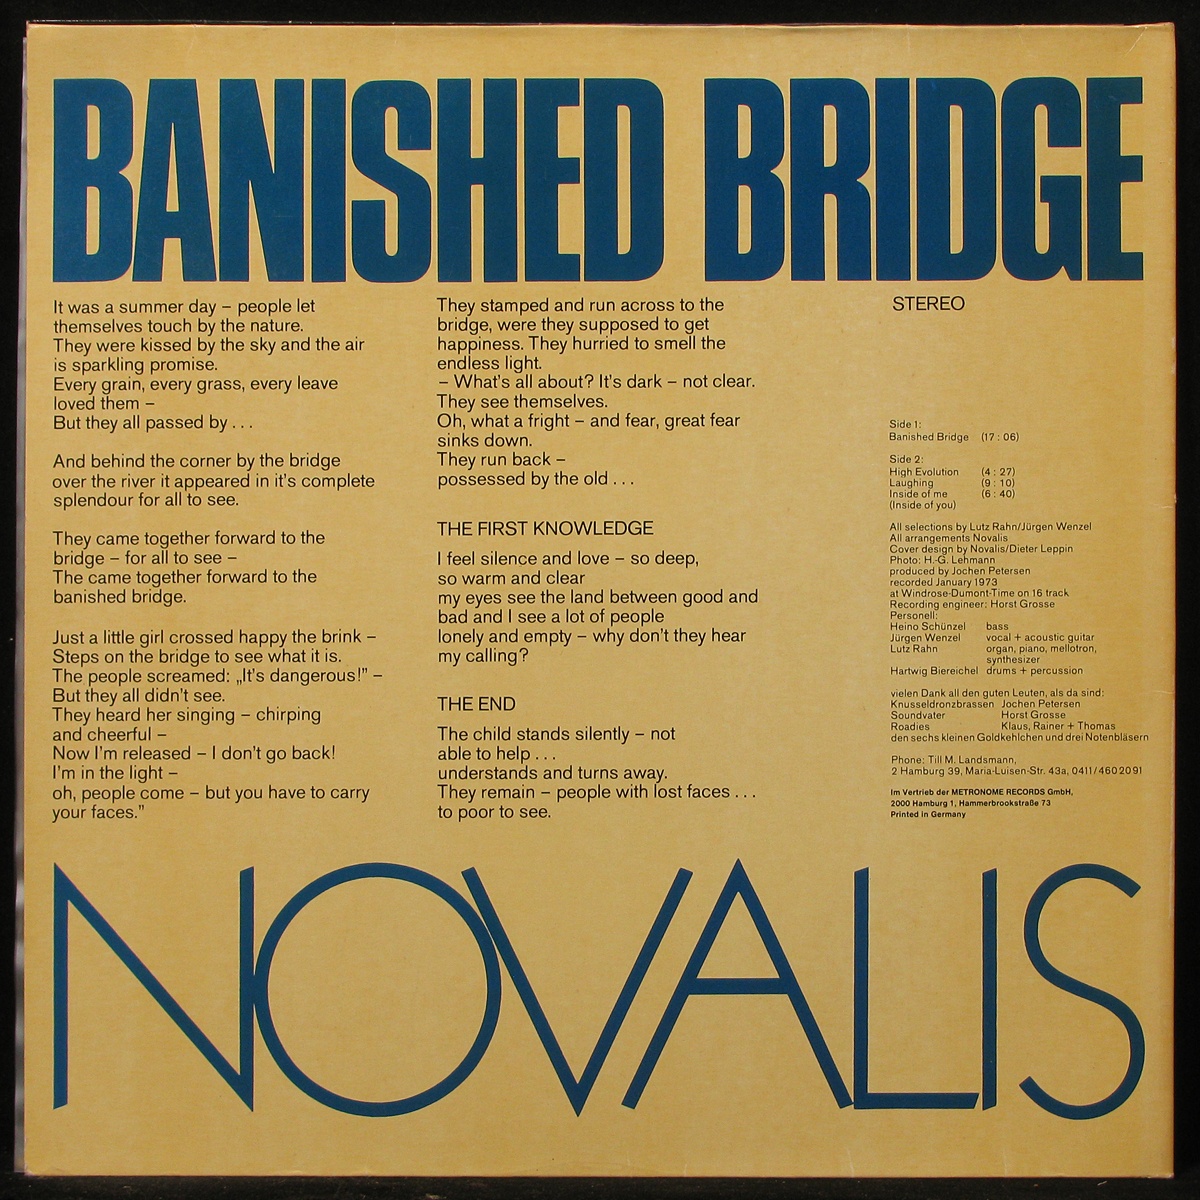 BANISHED BRIDGE
It was a summer day – people let
themselves touch by the nature.
They were kissed by the sky and the air
is sparkling promise.
Every grain, every grass, every leave
loved them –
But they all passed by . . .
And behind the corner by the bridge
over the river it appeared in it's complete
splendour for all to see.
They came together forward to the
bridge – for all to see –
The came together forward to the
banished bridge.
Just a little girl crossed happy the brink –
Steps on the bridge to see what it is.
The people screamed: „It's dangerous!” –
But they all didn't see.
They heard her singing – chirping
and cheerful –
Now I'm released – I don't go back!
I'm in the light –
oh, people come – but you have to carry
your faces.”
They stamped and run across to the
bridge, were they supposed to get
happiness. They hurried to smell the
endless light.
– What's all about? It's dark – not clear.
They see themselves.
Oh, what a fright – and fear, great fear
sinks down.
They run back –
possessed by the old . . .
THE FIRST KNOWLEDGE
I feel silence and love – so deep,
so warm and clear
my eyes see the land between good and
bad and I see a lot of people
lonely and empty – why don't they hear
my calling?
THE END
The child stands silently – not
able to help . . .
understands and turns away.
They remain – people with lost faces . . .
to poor to see.
STEREO
Side 1:
Banished Bridge (17 : 06)
Side 2:
High Evolution (4 : 27)
Laughing (9 : 10)
Inside of me (6 : 40)
(Inside of you)
All selections by Lutz Rahn/Jürgen Wenzel
All arrangements Novalis
Cover design by Novalis/Dieter Leppin
Photo: H.-G. Lehmann
produced by Jochen Petersen
recorded January 1973
at Windrose-Dumont-Time on 16 track
Recording engineer: Horst Grosse
Personell:
Heino Schünzel bass
Jürgen Wenzel vocal + acoustic guitar
Lutz Rahn organ, piano, mellotron,
synthesizer
Hartwig Biereichel drums + percussion
vielen Dank all den guten Leuten, als da sind:
Knusseldronzbrassen Jochen Petersen
Soundvater Horst Grosse
Roadies Klaus, Rainer + Thomas
den sechs kleinen Goldkehlchen und drei Notenbläsern
Phone: Till M. Landsmann,
2 Hamburg 39, Maria-Luisen-Str. 43a, 0411/4602091
Im Vertrieb der METRONOME RECORDS GmbH,
2000 Hamburg 1, Hammerbrookstraße 73
Printed in Germany
NOVALIS